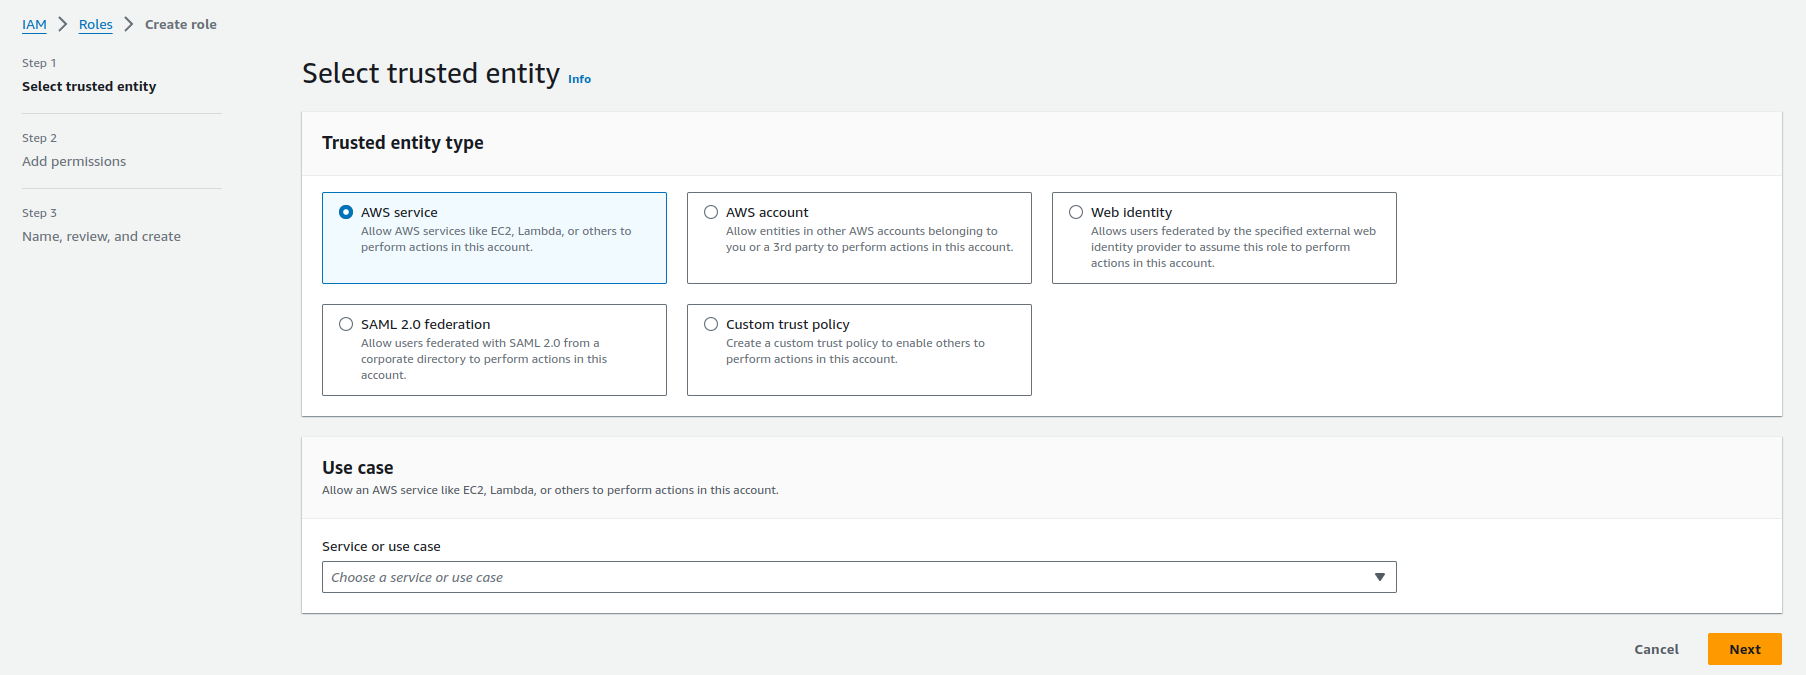 IAM > Roles > Create role
Step 1
Select trusted entity
Step 2
Add permissions
Step 3
Name, review, and create
Select trusted entity Info
Trusted entity type
AWS service
Allow AWS services like EC2, Lambda, or others to
perform actions in this account.
AWS account
Allow entities in other AWS accounts belonging to
you or a 3rd party to perform actions in this account.
Web identity
Allows users federated by the specified external web
identity provider to assume this role to perform
actions in this account.
SAML 2.0 federation
Allow users federated with SAML 2.0 from a
corporate directory to perform actions in this
account.
Custom trust policy
Create a custom trust policy to enable others to
perform actions in this account.
Use case
Allow an AWS service like EC2, Lambda, or others to perform actions in this account.
Service or use case
Choose a service or use case
Cancel
Next